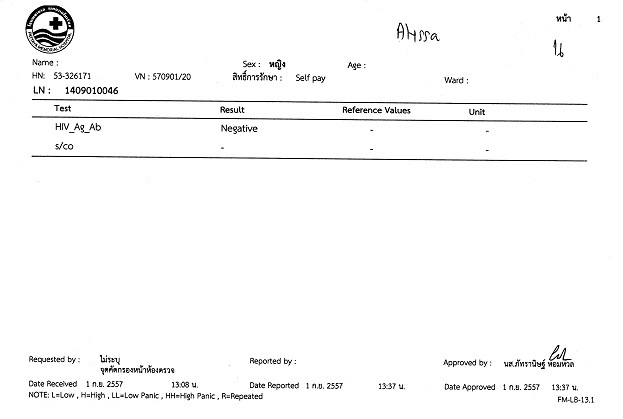 หน้า 1
Alyssa
Name :
Sex : หญิง
Age :
HN: 53-326171
VN : 570901/20
สิทธิ์การรักษา : Self pay
Ward :
LN : 1409010046
Test Result Reference Values Unit
HIV_Ag_Ab Negative - -
s/co - - -
Requested by : ไม่ระบุ
จุดคัดกรองหน้าห้องตรวจ
Reported by :
Approved by : นส.ภัทรานิษฐ์ หอมหวล
Date Received 1 ก.ย. 2557 13:08 น.
Date Reported 1 ก.ย. 2557 13:37 น.
Date Approved 1 ก.ย. 2557 13:37 น.
NOTE: L=Low , H=High , LL=Low Panic , HH=High Panic , R=Repeated
FM-LB-13.1